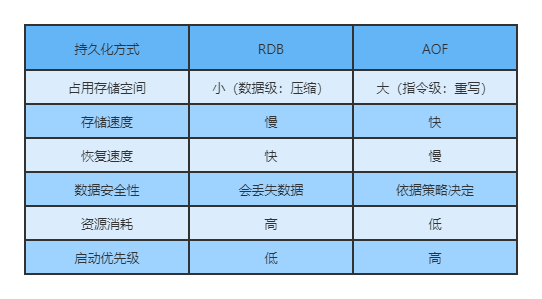 持久化方式 RDB AOF
占用存储空间 小（数据级：压缩） 大（指令级：重写）
存储速度 慢 快
恢复速度 快 慢
数据安全性 会丢失数据 依据策略决定
资源消耗 高 低
启动优先级 低 高